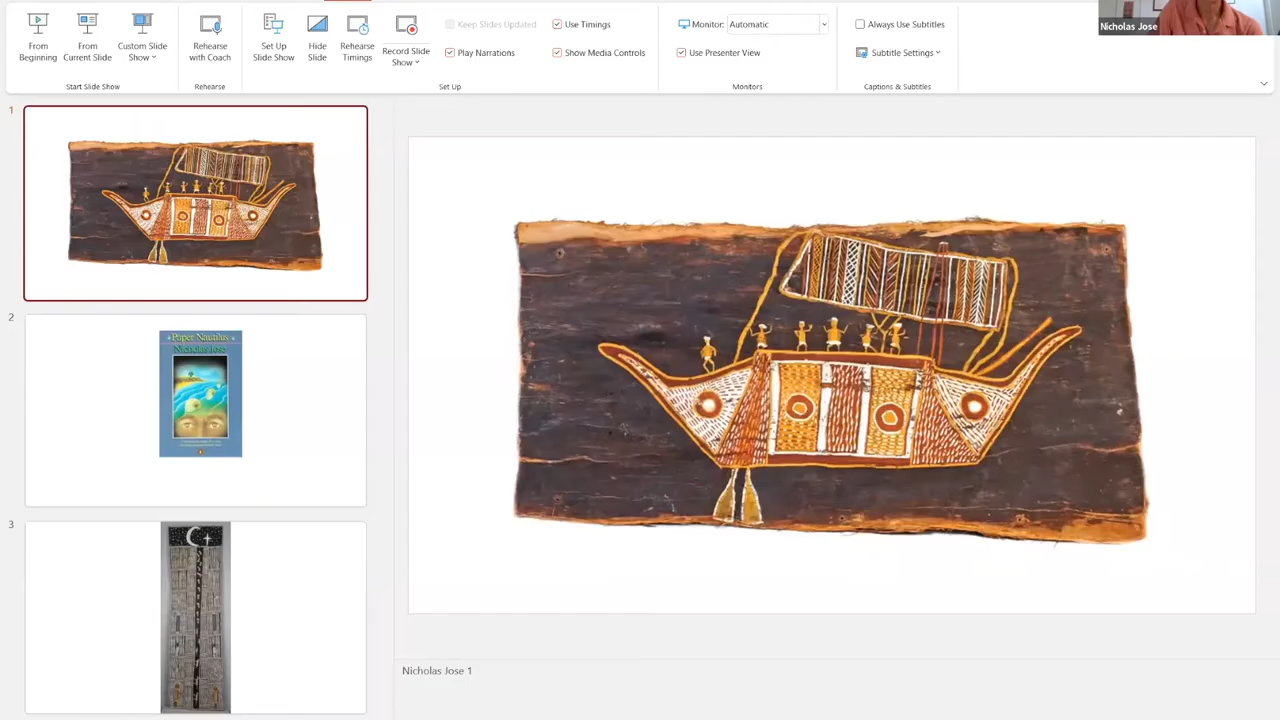 From
Beginning
From
Current Slide
Custom Slide
Show
Start Slide Show
Rehearse
with Coach
Rehearse
Set Up
Slide Show
Hide
Slide
Rehearse
Timings
Record Slide
Show
Keep Slides Updated
Play Narrations
Use Timings
Show Media Controls
Set Up
Monitor:
Automatic
Use Presenter View
Monitors
Always Use Subtitles
Subtitle Settings
Captions & Subtitles
Nicholas Jose
1
2
Paper Nautilus
Nicholas Jose
3
Nicholas Jose 1